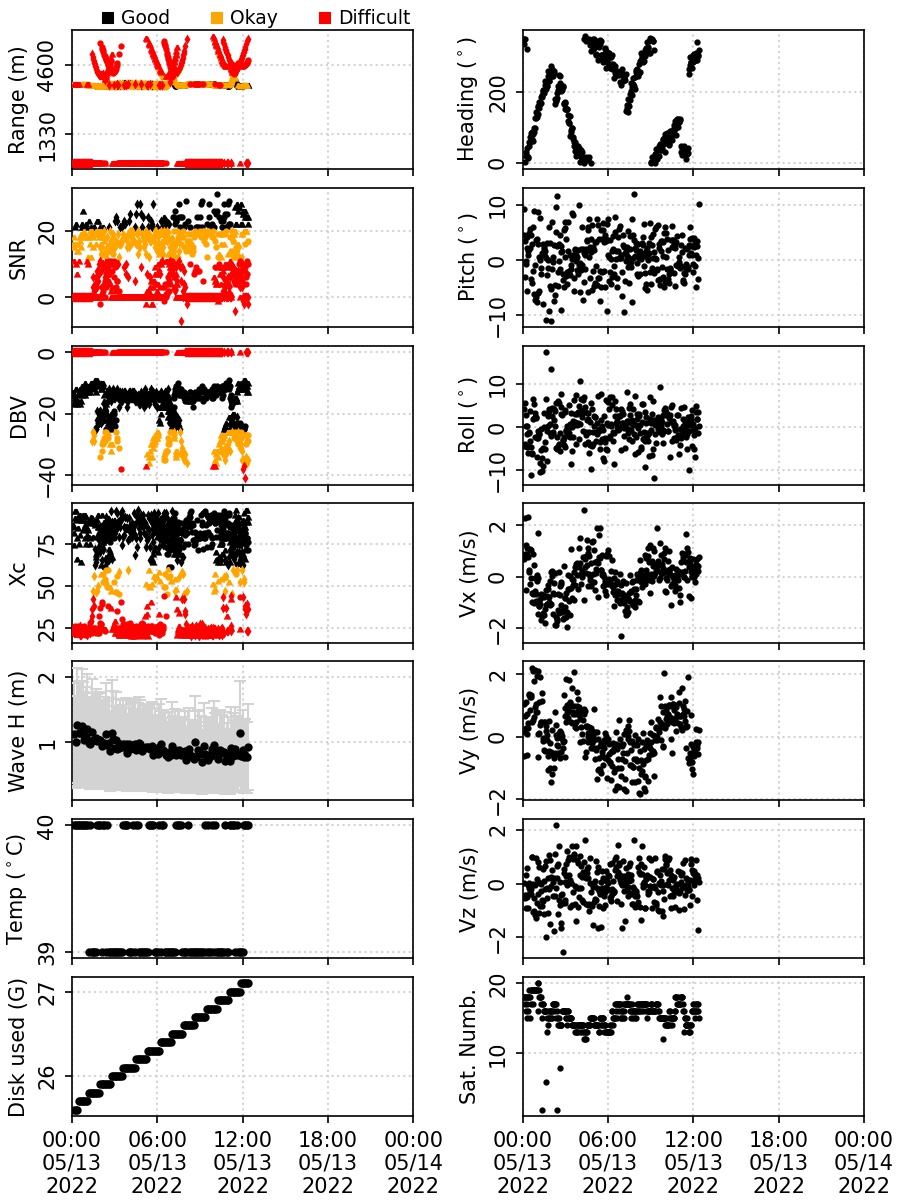 Good Okay Difficult
Range (m)
4600
1330
Heading (°)
200
0
SNR
20
0
Pitch (°)
10
0
−10
DBV
0
−20
−40
Roll (°)
10
0
−10
Xc
75
50
25
Vx (m/s)
2
0
−2
Wave H (m)
2
1
Vy (m/s)
2
0
−2
Temp (°C)
40
39
Vz (m/s)
2
0
−2
Disk used (G)
27
26
Sat. Numb.
20
10
00:00 06:00 12:00 18:00 00:00
05/13 05/13 05/13 05/13 05/14
2022 2022 2022 2022 2022
00:00 06:00 12:00 18:00 00:00
05/13 05/13 05/13 05/13 05/14
2022 2022 2022 2022 2022